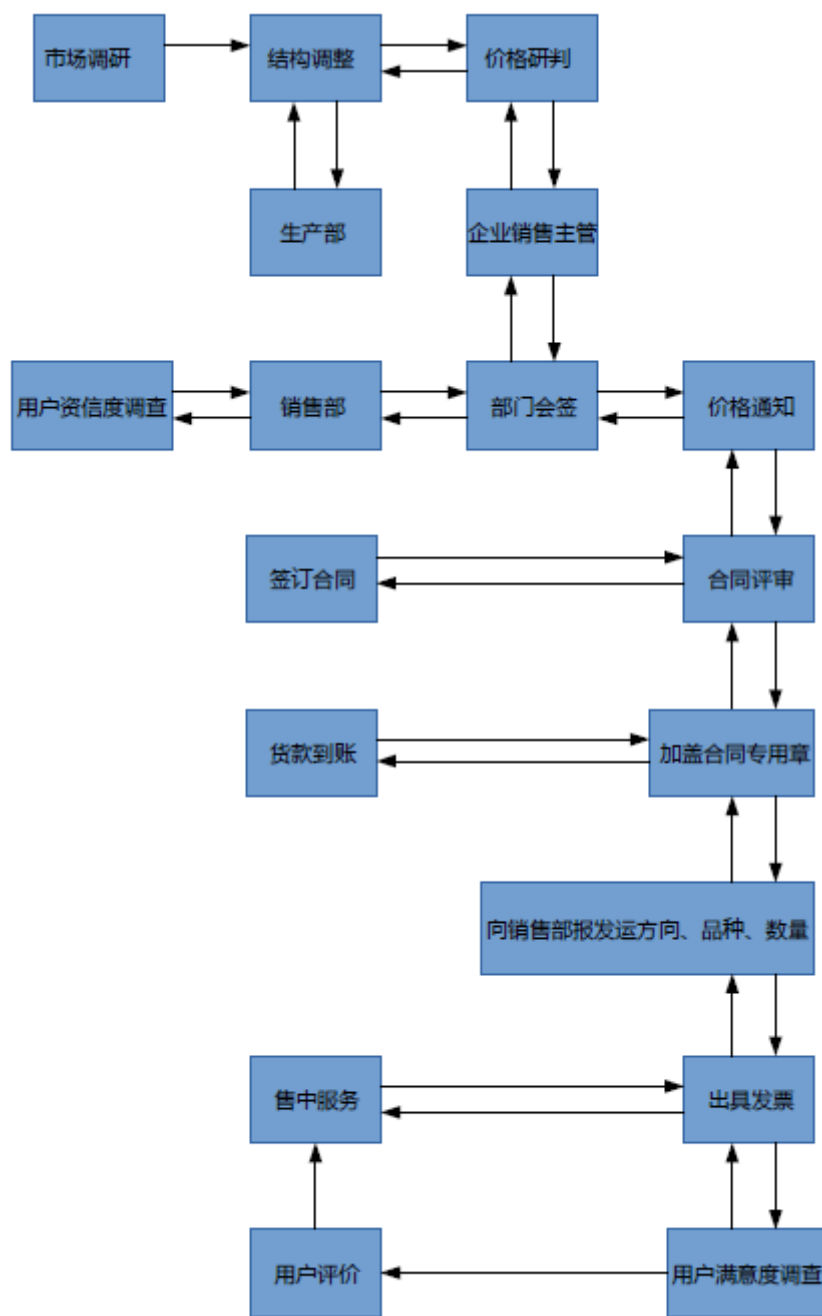 市场调研
结构调整
价格研判
生产部
企业销售主管
用户资信度调查
销售部
部门会签
价格通知
签订合同
合同评审
货款到账
加盖合同专用章
向销售部报发运方向、品种、数量
售中服务
出具发票
用户评价
用户满意度调查